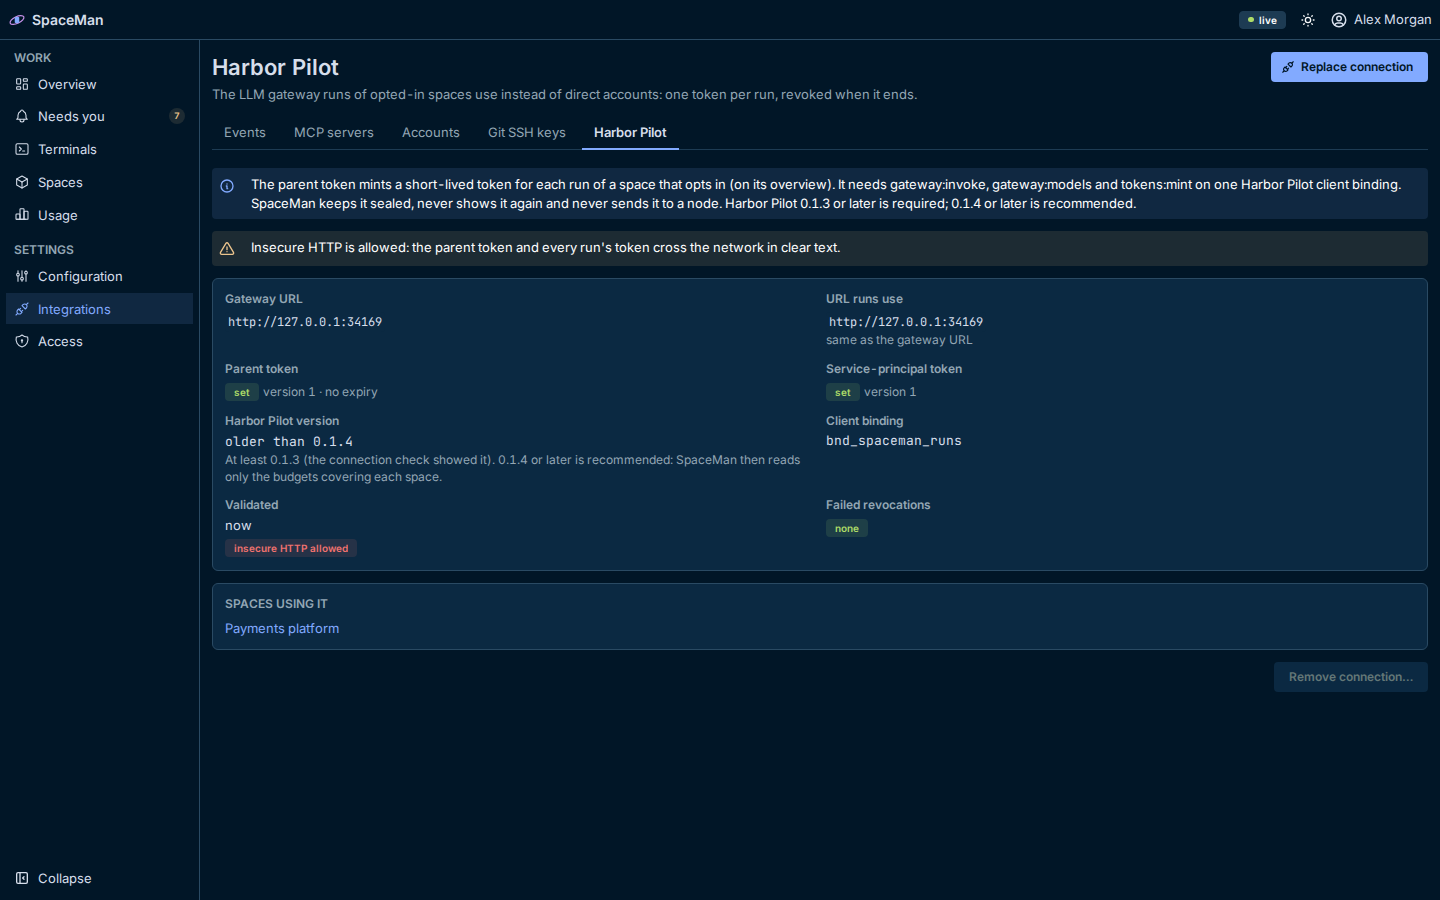 SpaceMan
live
Alex Morgan
WORK
Overview
Needs you
7
Terminals
Spaces
Usage
SETTINGS
Configuration
Integrations
Access
Collapse
Harbor Pilot
Replace connection
The LLM gateway runs of opted-in spaces use instead of direct accounts: one token per run, revoked when it ends.
Events
MCP servers
Accounts
Git SSH keys
Harbor Pilot
The parent token mints a short-lived token for each run of a space that opts in (on its overview). It needs gateway:invoke, gateway:models and tokens:mint on one Harbor Pilot client binding.
SpaceMan keeps it sealed, never shows it again and never sends it to a node. Harbor Pilot 0.1.3 or later is required; 0.1.4 or later is recommended.
Insecure HTTP is allowed: the parent token and every run's token cross the network in clear text.
Gateway URL
http://127.0.0.1:34169
URL runs use
http://127.0.0.1:34169
same as the gateway URL
Parent token
set version 1 · no expiry
Service-principal token
set version 1
Harbor Pilot version
older than 0.1.4
At least 0.1.3 (the connection check showed it). 0.1.4 or later is recommended: SpaceMan then reads
only the budgets covering each space.
Client binding
bnd_spaceman_runs
Validated
now
insecure HTTP allowed
Failed revocations
none
SPACES USING IT
Payments platform
Remove connection...